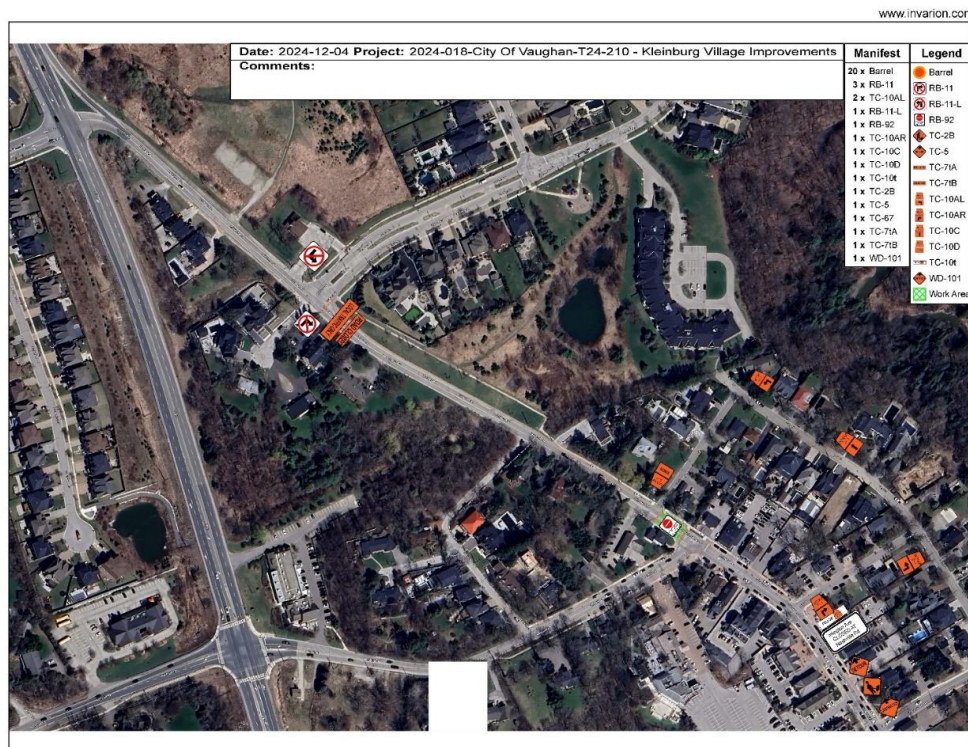 www.invarion.com
Date: 2024-12-04 Project: 2024-018-City Of Vaughan-T24-210 - Kleinburg Village Improvements
Comments:
Manifest
20 x Barrel
3 x RB-11
2 x TC-10AL
1 x RB-11-L
1 x RB-92
1 x TC-10AR
1 x TC-10C
1 x TC-10D
1 x TC-10t
1 x TC-2B
1 x TC-5
1 x TC-67
1 x TC-7tA
1 x TC-7tB
1 x WD-101
Legend
Barrel
RB-11
RB-11-L
RB-92
TC-2B
TC-5
TC-7tA
TC-7tB
TC-10AL
TC-10AR
TC-10C
TC-10D
TC-10t
WD-101
Work Area
CLOSED AT